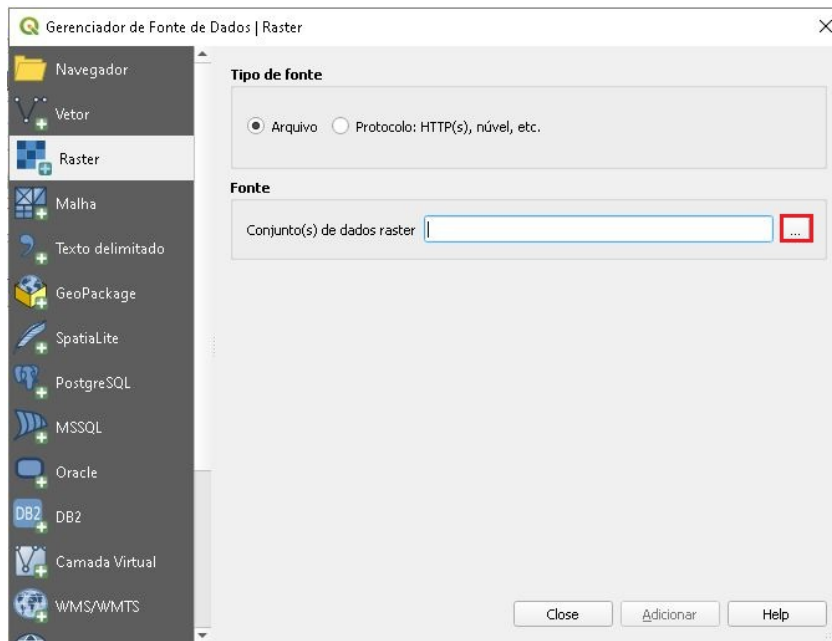 Gerenciador de Fonte de Dados | Raster
Navegador
Vetor
Raster
Malha
Texto delimitado
GeoPackage
SpatiaLite
PostgreSQL
MSSQL
Oracle
DB2
DB2
Camada Virtual
WMS/WMTS
Tipo de fonte
Arquivo
Protocolo: HTTP(s), núvel, etc.
Fonte
Conjunto(s) de dados raster
...
Close
Adicionar
Help